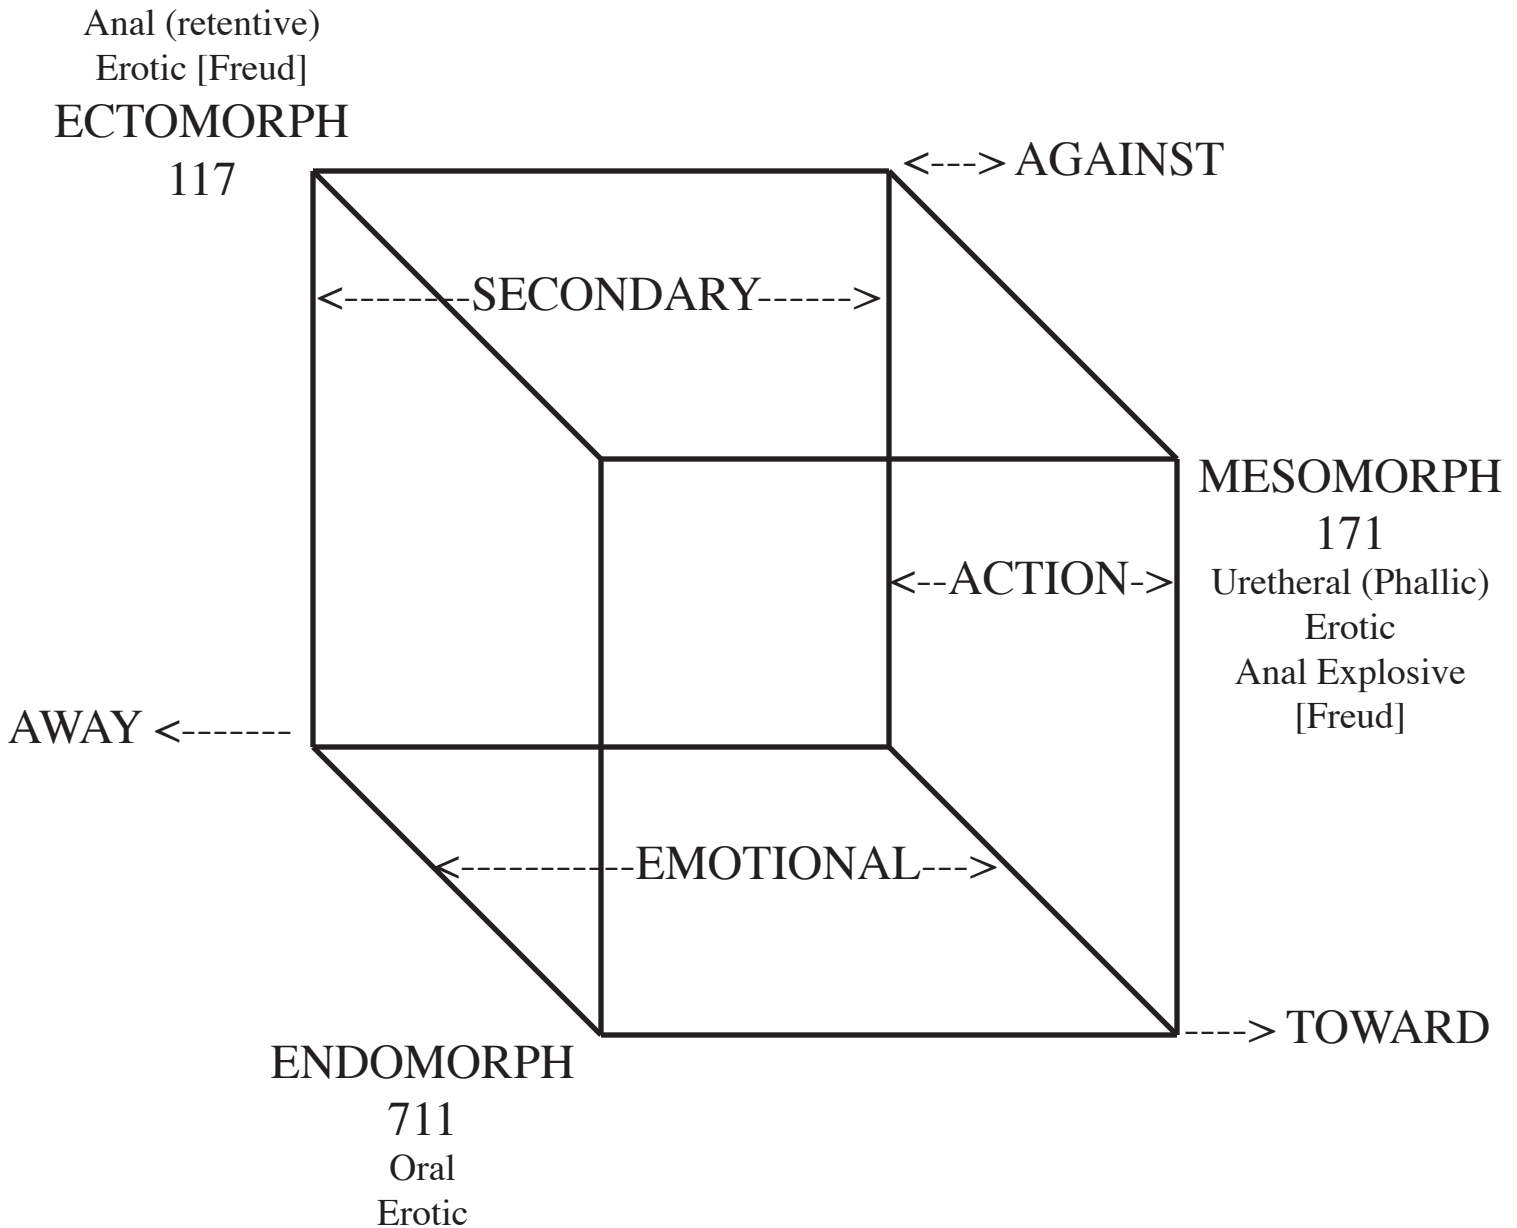 Anal (retentive)
Erotic [Freud]
ECTOMORPH
117
<---> AGAINST
<--------SECONDARY------>
MESOMORPH
171
<--ACTION->
Uretheral (Phallic)
Erotic
Anal Explosive
[Freud]
AWAY <-------
<-----------EMOTIONAL--->
----> TOWARD
ENDOMORPH
711
Oral
Erotic